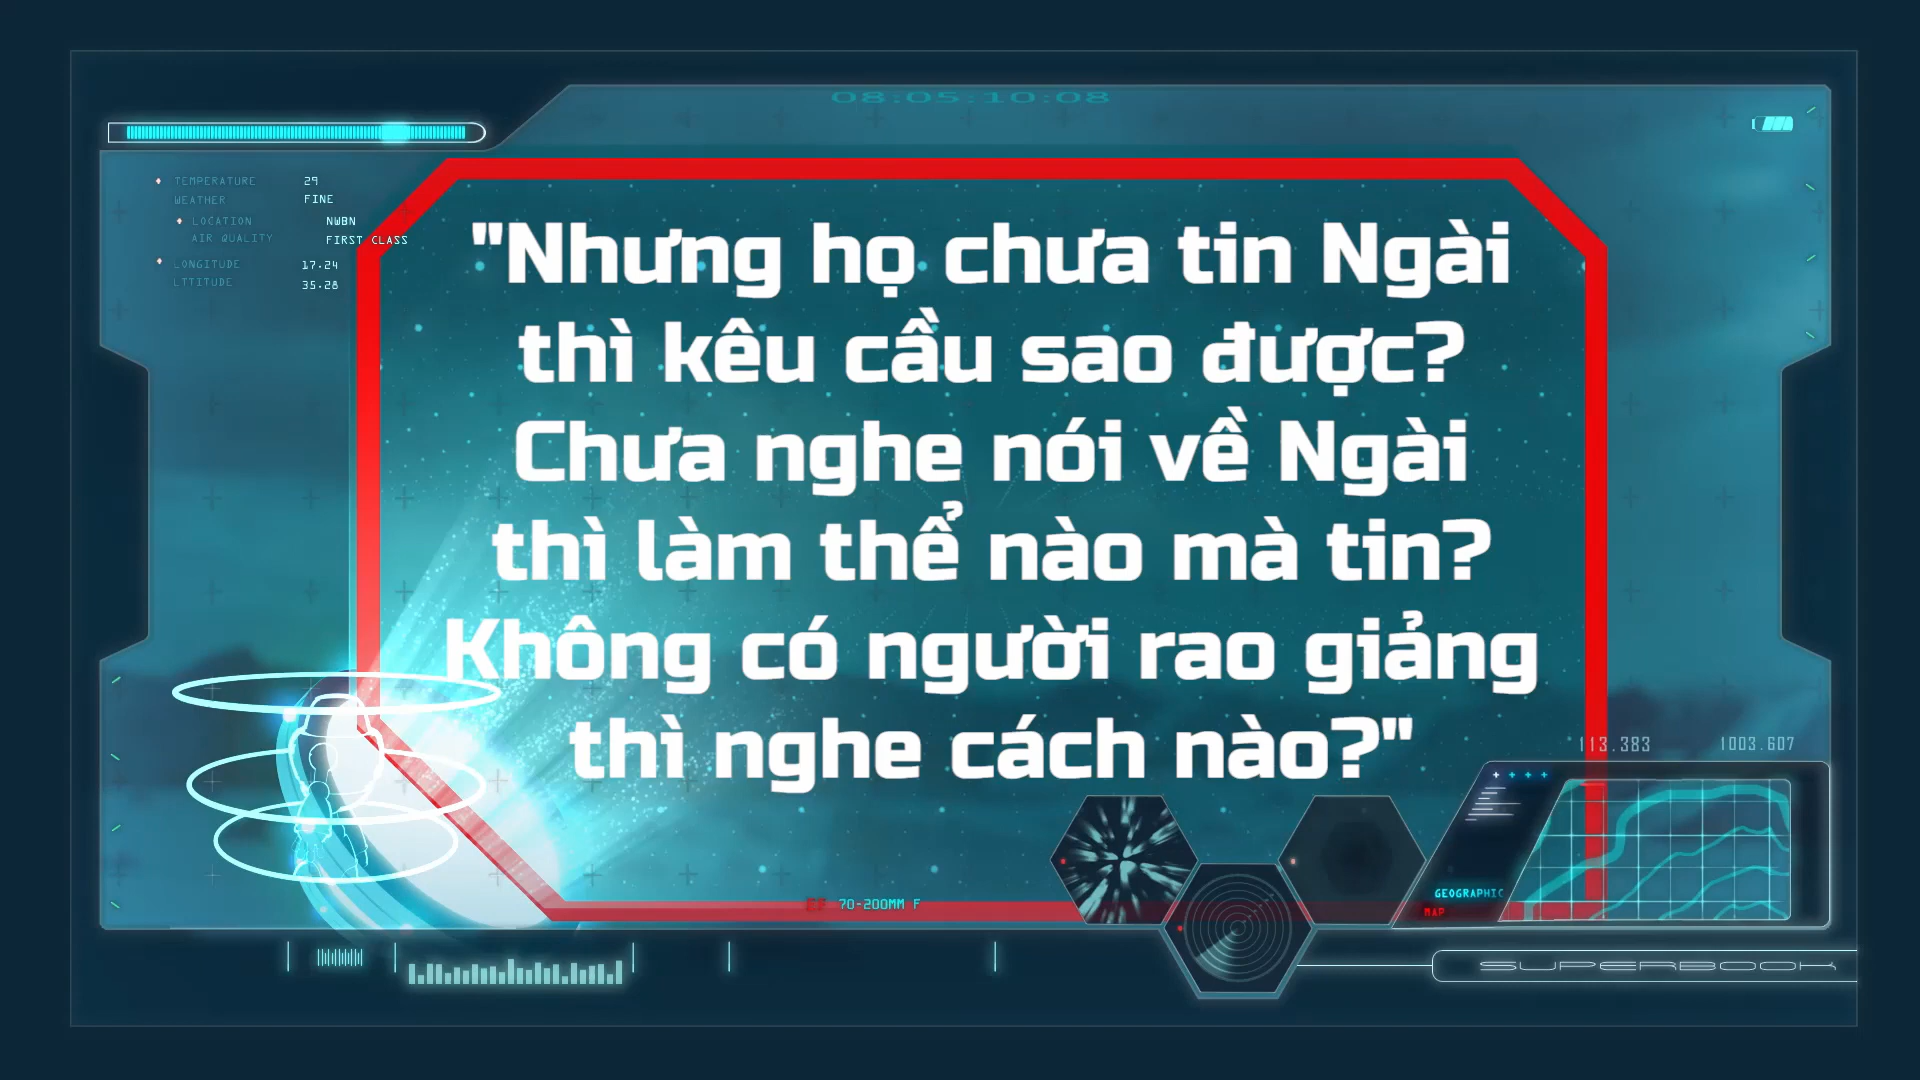 08:05:10:08
TEMPERATURE 29
WEATHER FINE
LOCATION NWBN
AIR QUALITY FIRST CLASS
LONGITUDE 17.24
LTTITUDE 35.28
"Nhưng họ chưa tin Ngài
thì kêu cầu sao được?
Chưa nghe nói về Ngài
thì làm thể nào mà tin?
Không có người rao giảng
thì nghe cách nào?"
113.383 1003.607
GEOGRAPHIC
MAP
EF 70-200MM F
SUPERBOOK